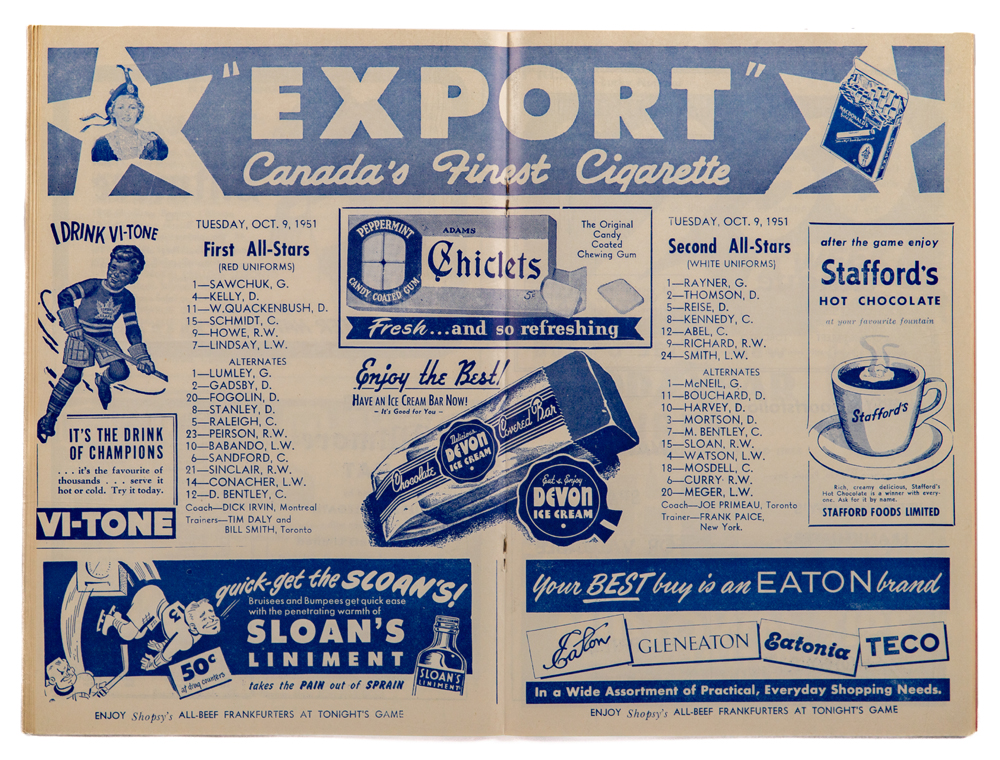 "EXPORT"
Canada's Finest Cigarette
MACDONALD'S
I DRINK VI-TONE
IT'S THE DRINK
OF CHAMPIONS
. . . it's the favourite of
thousands . . . serve it
hot or cold. Try it today.
VI-TONE
TUESDAY, OCT. 9, 1951
First All-Stars
(RED UNIFORMS)
1—SAWCHUK, G.
4—KELLY, D.
11—W.QUACKENBUSH, D.
15—SCHMIDT, C.
9—HOWE, R.W.
7—LINDSAY, L.W.
ALTERNATES
1—LUMLEY, G.
2—GADSBY, D.
20—FOGOLIN, D.
8—STANLEY, D.
5—RALEIGH, C.
23—PEIRSON, R.W.
10—BABANDO, L.W.
6—SANDFORD, C.
21—SINCLAIR, R.W.
14—CONACHER, L.W.
12—D. BENTLEY, C.
Coach—DICK IRVIN, Montreal
Trainers—TIM DALY and
BILL SMITH, Toronto
PEPPERMINT
CANDY COATED GUM
ADAMS
Chiclets
5¢
The Original
Candy
Coated
Chewing Gum
Fresh...and so refreshing
Enjoy the Best!
HAVE AN ICE CREAM BAR NOW!
– It's Good for You –
Chocolate
Delicious
DEVON
ICE CREAM
Covered Bar
Eat & Enjoy
DEVON
ICE CREAM
TUESDAY, OCT. 9, 1951
Second All-Stars
(WHITE UNIFORMS)
1—RAYNER, G.
2—THOMSON, D.
5—REISE, D.
8—KENNEDY, C.
12—ABEL, C.
9—RICHARD, R.W.
24—SMITH, L.W.
ALTERNATES
1—McNEIL, G.
11—BOUCHARD, D.
10—HARVEY, D.
3—MORTSON, D.
7—M. BENTLEY, C.
15—SLOAN, R.W.
4—WATSON, L.W.
18—MOSDELL, C.
6—CURRY, R.W.
20—MEGER, L.W.
Coach—JOE PRIMEAU, Toronto
Trainer—FRANK PAICE,
New York.
after the game enjoy
Stafford's
HOT CHOCOLATE
at your favourite fountain
Stafford's
Rich, creamy delicious, Stafford's
Hot Chocolate is a winner with every-
one. Ask for it by name.
STAFFORD FOODS LIMITED
quick-get the SLOAN'S!
Bruisees and Bumpees get quick ease
with the penetrating warmth of
SLOAN'S
LINIMENT
takes the PAIN out of SPRAIN
13
50¢
at drug counters
SLOAN'S
LINIMENT
Your BEST buy is an EATON brand
Eaton
GLENEATON
Eatonia
TECO
In a Wide Assortment of Practical, Everyday Shopping Needs.
ENJOY Shopsy's ALL-BEEF FRANKFURTERS AT TONIGHT'S GAME
ENJOY Shopsy's ALL-BEEF FRANKFURTERS AT TONIGHT'S GAME